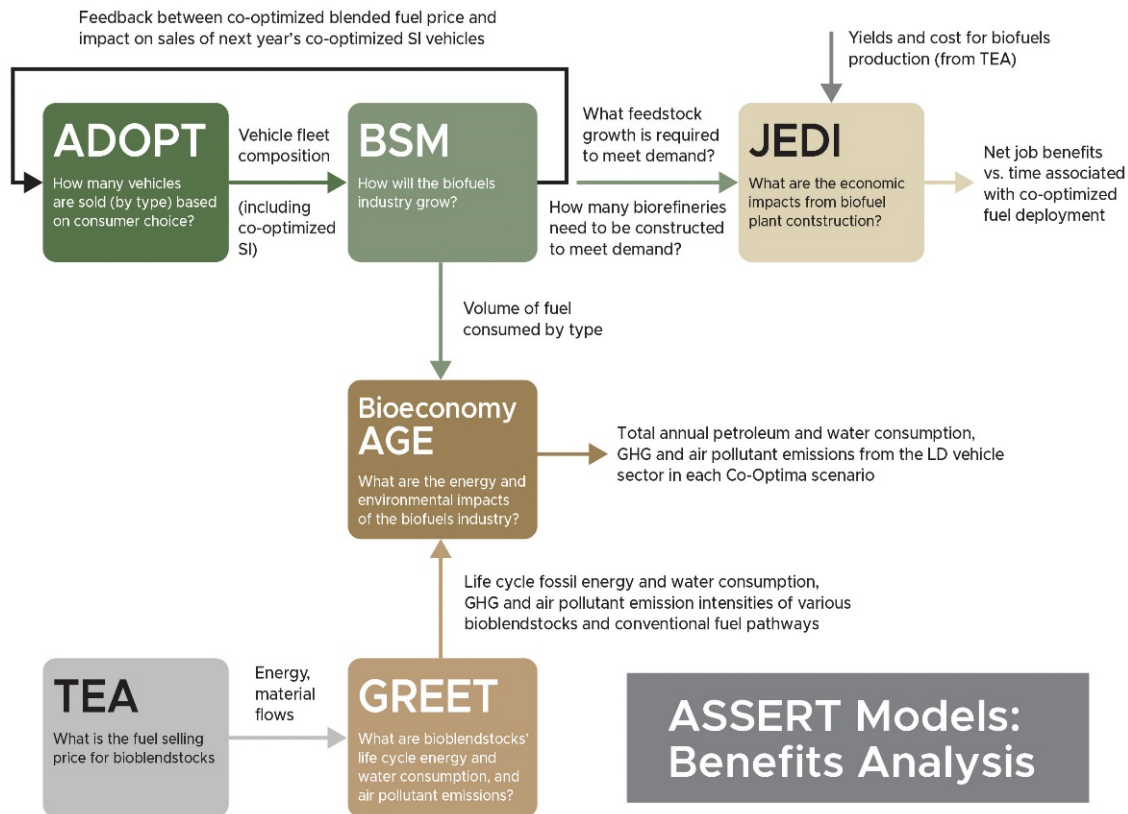 Feedback between co-optimized blended fuel price and
impact on sales of next year's co-optimized SI vehicles
Yields and cost for biofuels
production (from TEA)
ADOPT
How many vehicles
are sold (by type) based
on consumer choice?
Vehicle fleet
composition
(including
co-optimized
SI)
BSM
How will the biofuels
industry grow?
What feedstock
growth is required
to meet demand?
How many biorefineries
need to be constructed
to meet demand?
JEDI
What are the economic
impacts from biofuel
plant contstruction?
Net job benefits
vs. time associated
with co-optimized
fuel deployment
Volume of fuel
consumed by type
Bioeconomy
AGE
What are the energy and
environmental impacts
of the biofuels industry?
Total annual petroleum and water consumption,
GHG and air pollutant emissions from the LD vehicle
sector in each Co-Optima scenario
Life cycle fossil energy and water consumption,
GHG and air pollutant emission intensities of various
bioblendstocks and conventional fuel pathways
TEA
What is the fuel selling
price for bioblendstocks
Energy,
material
flows
GREET
What are bioblendstocks'
life cycle energy and
water consumption, and
air pollutant emissions?
ASSERT Models:
Benefits Analysis